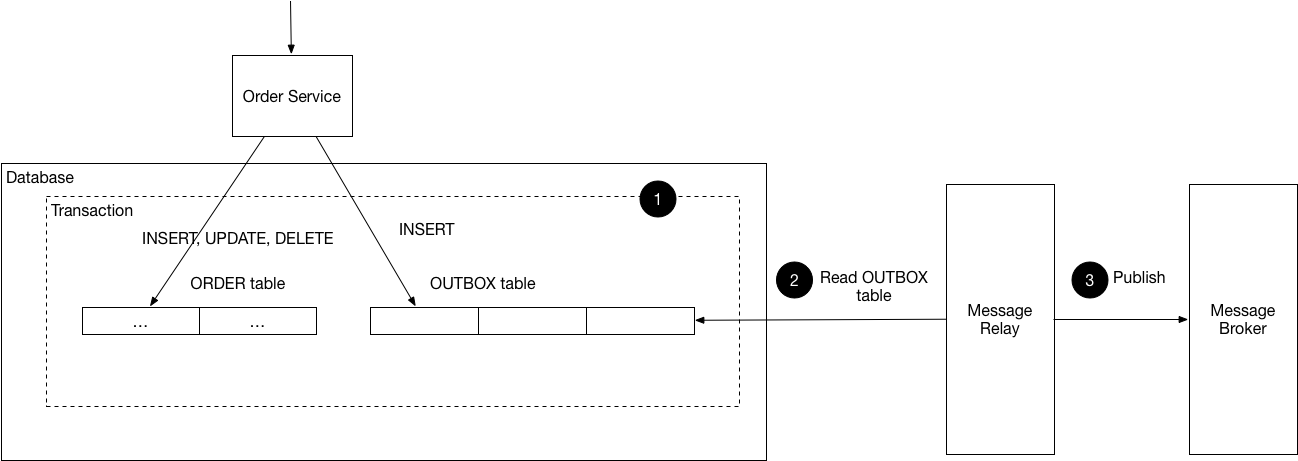 Order Service
Database
Transaction
1
INSERT, UPDATE, DELETE
INSERT
ORDER table
OUTBOX table
...
...
2
Read OUTBOX
table
Message
Relay
3
Publish
Message
Broker